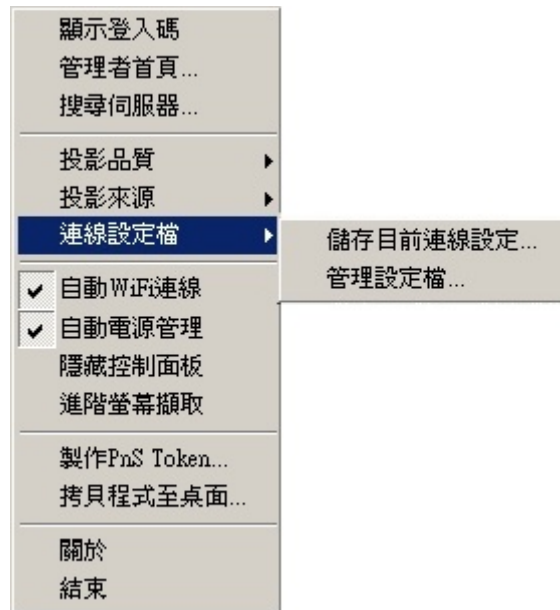 顯示登入碼
管理者首頁...
搜尋伺服器...
投影品質
投影來源
連線設定檔
儲存目前連線設定...
管理設定檔...
自動WiFi連線
自動電源管理
隱藏控制面板
進階螢幕擷取
製作PnS Token...
拷貝程式至桌面...
關於
結束